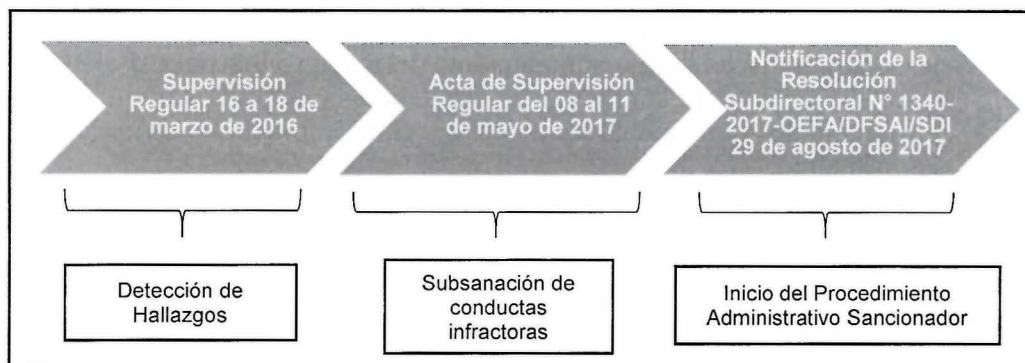 Supervisión
Regular 16 a 18 de
marzo de 2016
Acta de Supervisión
Regular del 08 al 11
de mayo de 2017
Notificación de la
Resolución
Subdirectoral N° 1340-
2017-OEFA/DFSAI/SDI
29 de agosto de 2017
Detección de
Hallazgos
Subsanación de
conductas
infractoras
Inicio del Procedimiento
Administrativo Sancionador